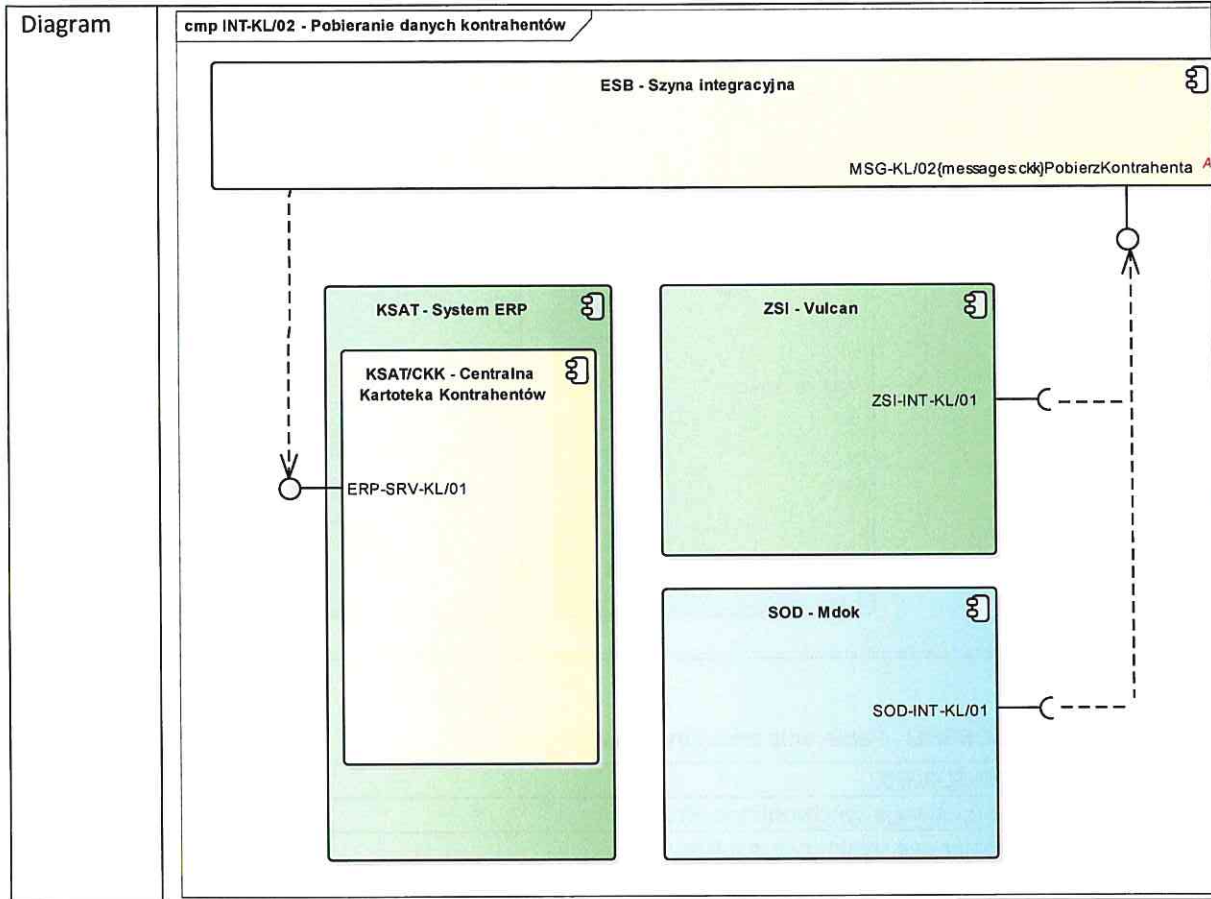 Diagram
cmp INT-KL/02 - Pobieranie danych kontrahentów
ESB - Szyna integracyjna
MSG-KL/02{messages:ckk}PobierzKontrahenta
A
KSAT - System ERP
KSAT/CKK - Centralna
Kartoteka Kontrahentów
ERP-SRV-KL/01
ZSI - Vulcan
ZSI-INT-KL/01
SOD - Mdok
SOD-INT-KL/01